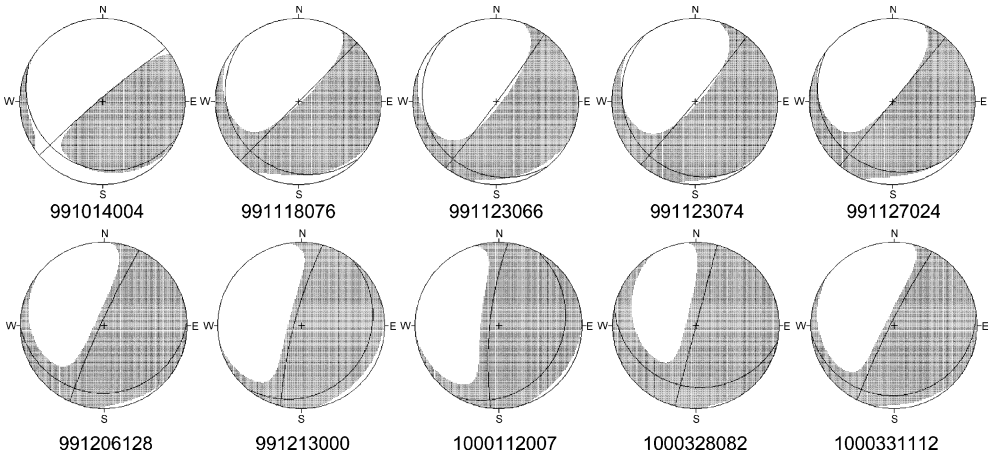 N N N N N
W E W E W E W E W E
S S S S S
991014004 991118076 991123066 991123074 991127024
N N N N N
W E W E W E W E W E
S S S S S
991206128 991213000 1000112007 1000328082 1000331112